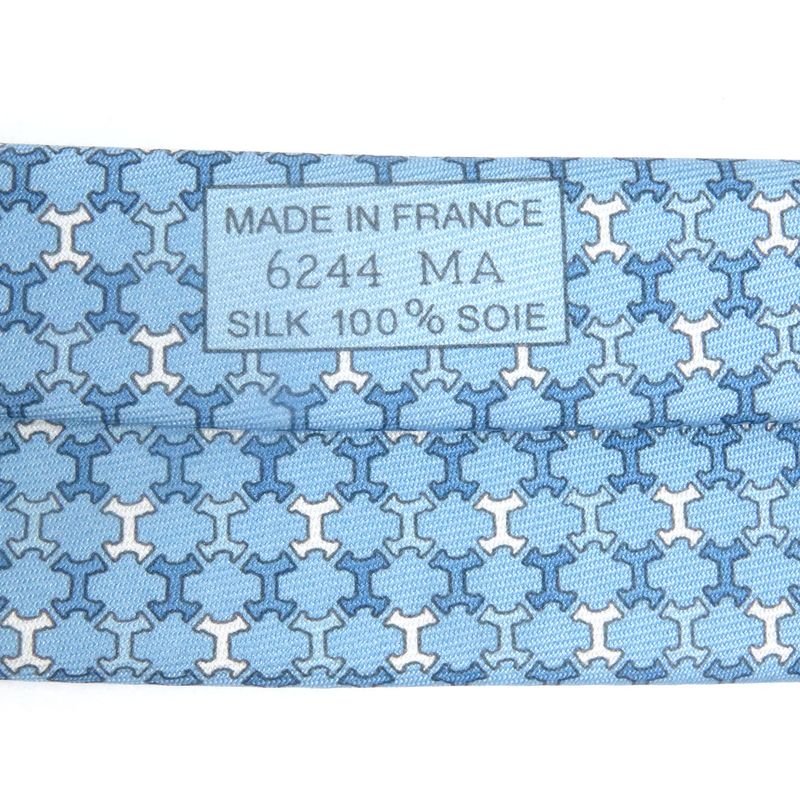 MADE IN FRANCE
6244 MA
SILK 100% SOIE